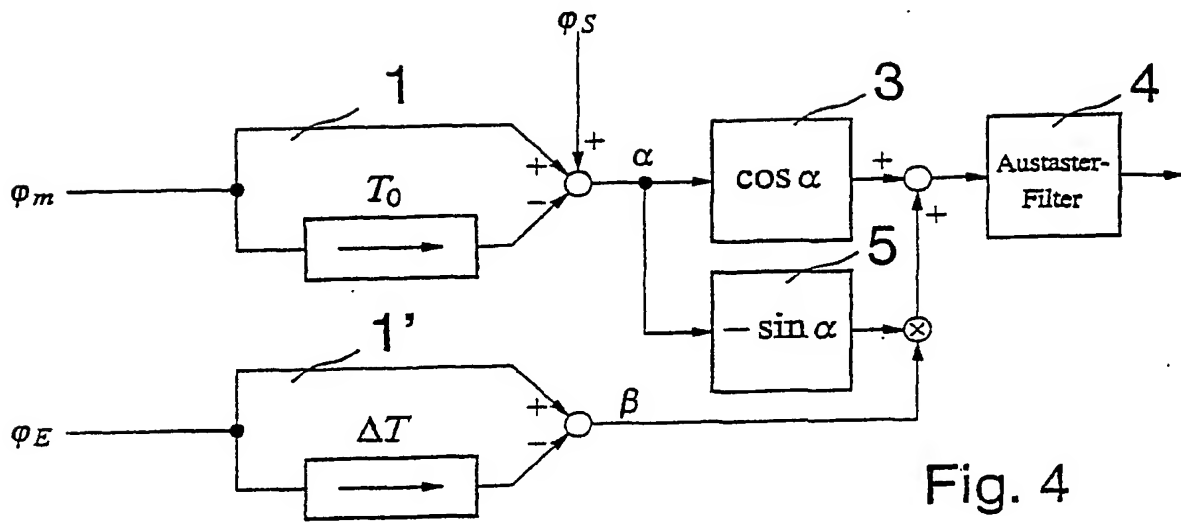 φS
1
3
4
+
+
−
α
cos α
+
+
Austaster-
Filter
φm
T0
5
− sin α
×
1’
φE
ΔT
+
−
β
Fig. 4